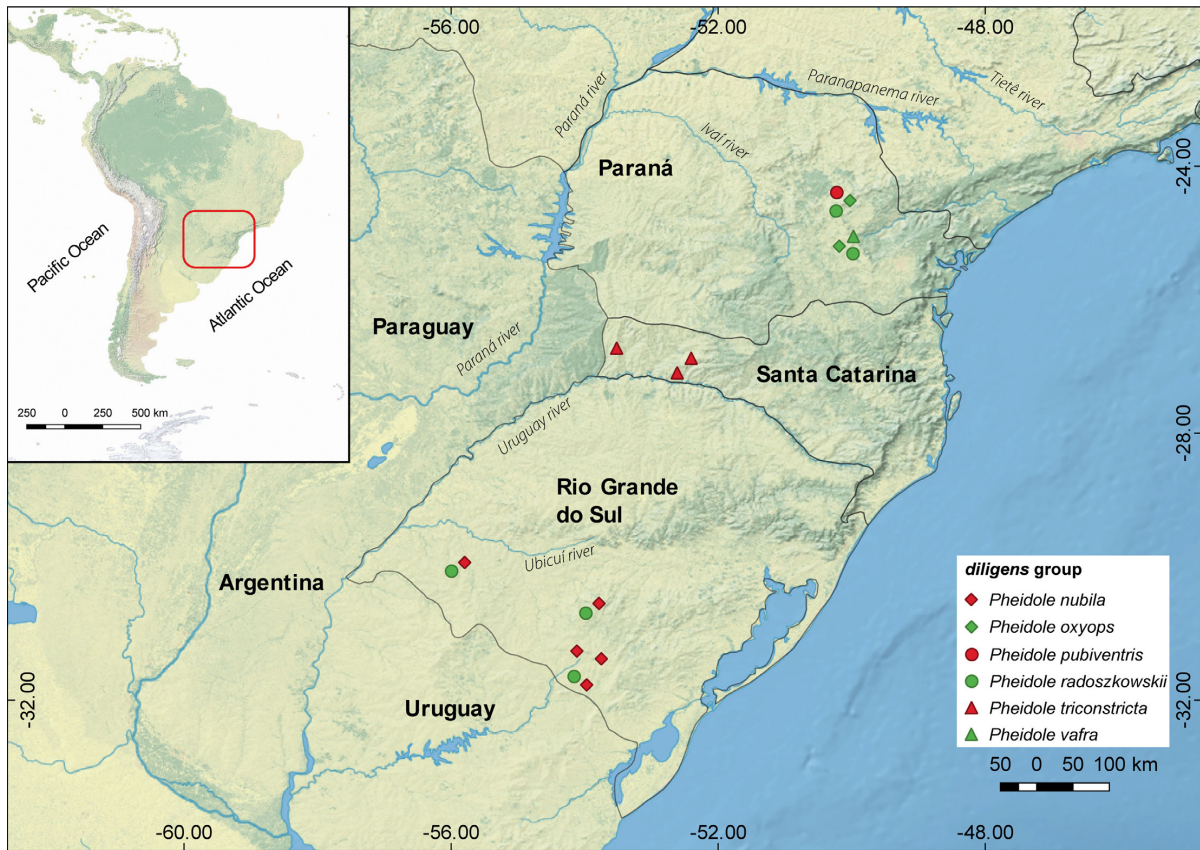 -56.00
-52.00
-48.00
Paraná river
Paranapanema river
Tietê river
Ivaí river
Paraná
-24.00
Pacific Ocean
Atlantic Ocean
250 0 250 500 km
Paraguay
Paraná river
Santa Catarina
Uruguay river
-28.00
Rio Grande
do Sul
Ubicuí river
Argentina
Uruguay
-32.00
-32.00
diligens group
Pheidole nubila
Pheidole oxyops
Pheidole pubiventris
Pheidole radoszkowskii
Pheidole triconstricta
Pheidole vafra
50 0 50 100 km
-60.00
-56.00
-52.00
-48.00